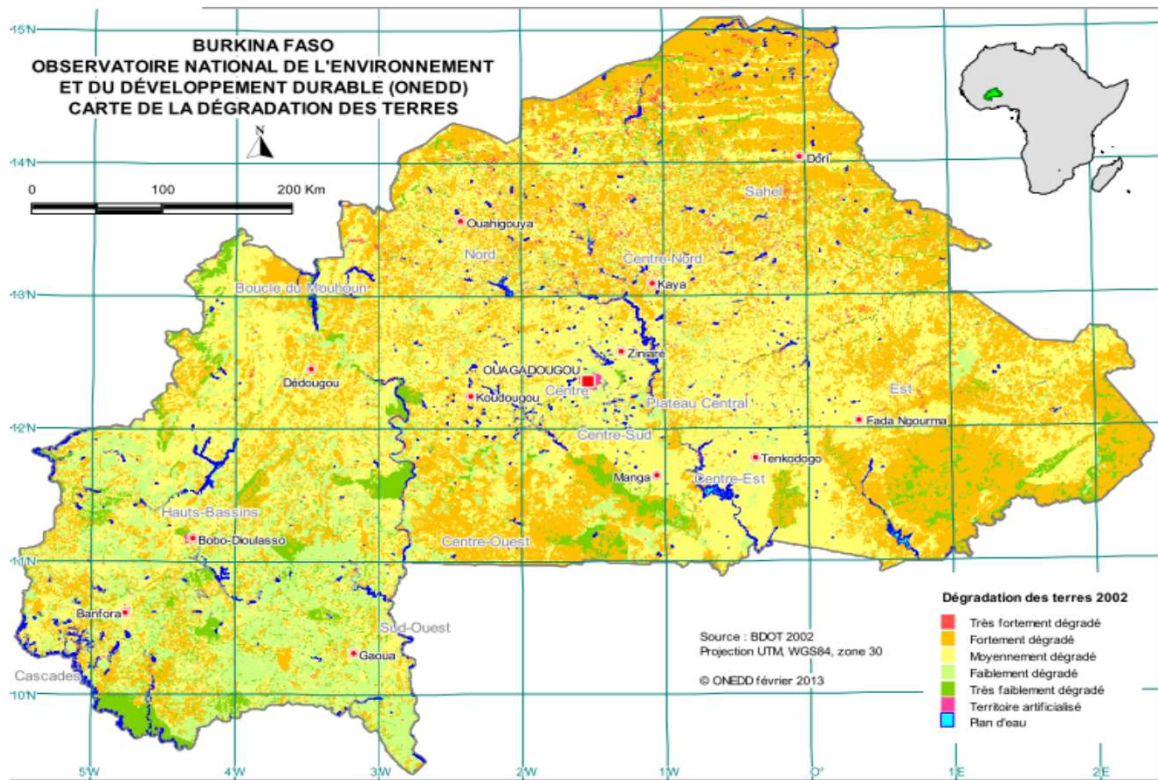 BURKINA FASO
OBSERVATOIRE NATIONAL DE L'ENVIRONNEMENT
ET DU DÉVELOPPEMENT DURABLE (ONEDD)
CARTE DE LA DÉGRADATION DES TERRES
N
0 100 200 Km
15°N
14°N
13°N
12°N
11°N
10°N
Dori
Sahel
Ouahigouya
Nord
Centre-Nord
Kaya
Boucle du Mouhoun
Ziniaré
OUAGADOUGOU
Dédougou
Centre
Koudougou
Plateau Central
Est
Fada Ngourma
Centre-Sud
Tenkodogo
Manga
Centre-Est
Hauts-Bassins
Bobo-Dioulasso
Centre-Ouest
Banfora
Sud-Ouest
Gaoua
Cascades
Source : BDOT 2002
Projection UTM, WGS84, zone 30
© ONEDD février 2013
Dégradation des terres 2002
Très fortement dégradé
Fortement dégradé
Moyennement dégradé
Faiblement dégradé
Très faiblement dégradé
Territoire artificialisé
Plan d'eau
5°W 4°W 3°W 2°W 1°W 0° 1°E 2°E